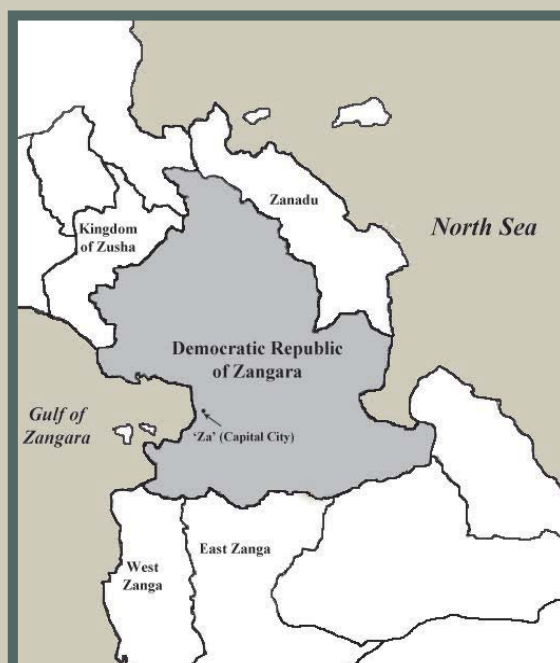 Zanadu
Kingdom
of Zusha
North Sea
Democratic Republic
of Zangara
Gulf of
Zangara
'Za' (Capital City)
East Zanga
West
Zanga